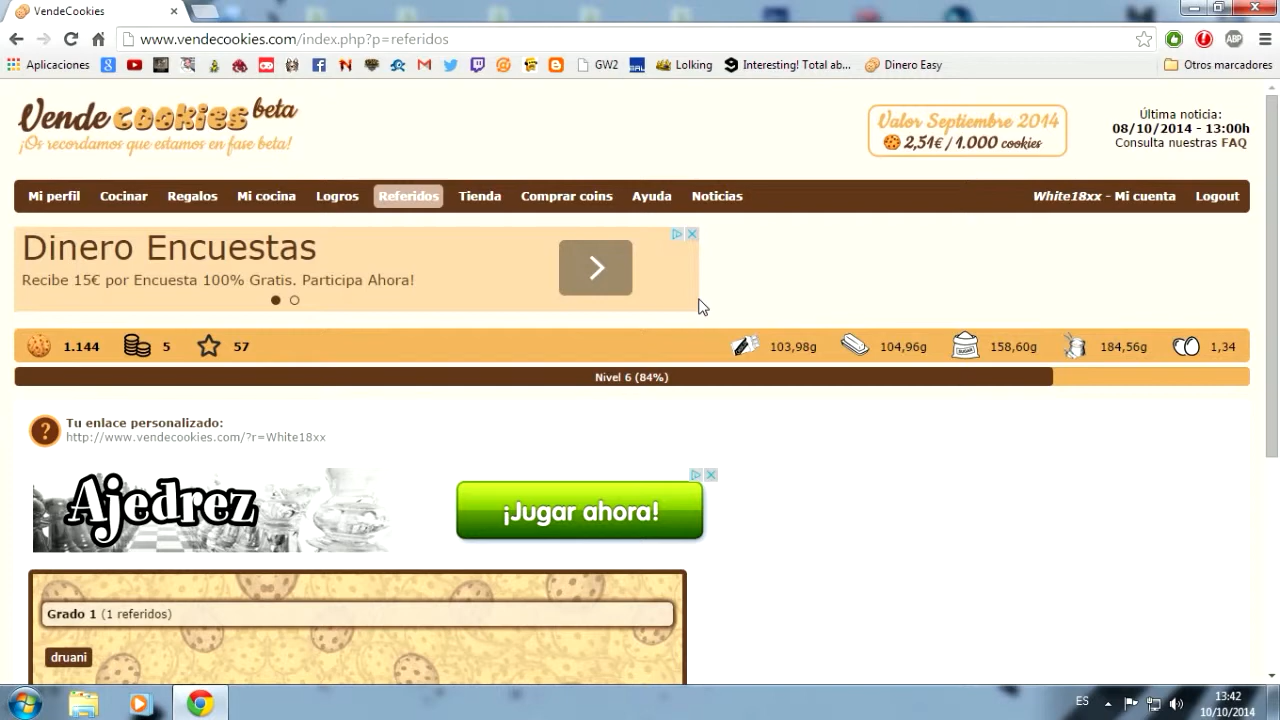 VendeCookies
www.vendecookies.com/index.php?p=referidos
Aplicaciones
GW2
Lolking
Interesting! Total ab...
Dinero Easy
Otros marcadores
Vende cookies beta
¡Os recordamos que estamos en fase beta!
Valor Septiembre 2014
2,51€ / 1.000 cookies
Última noticia:
08/10/2014 - 13:00h
Consulta nuestras FAQ
Mi perfil Cocinar Regalos Mi cocina Logros Referidos Tienda Comprar coins Ayuda Noticias White18xx - Mi cuenta Logout
Dinero Encuestas
Recibe 15€ por Encuesta 100% Gratis. Participa Ahora!
1.144 5 57 103,98g 104,96g 158,60g 184,56g 1,34
Nivel 6 (84%)
Tu enlace personalizado:
http://www.vendecookies.com/?r=White18xx
Ajedrez
¡Jugar ahora!
Grado 1 (1 referidos)
druani
ES
13:42
10/10/2014